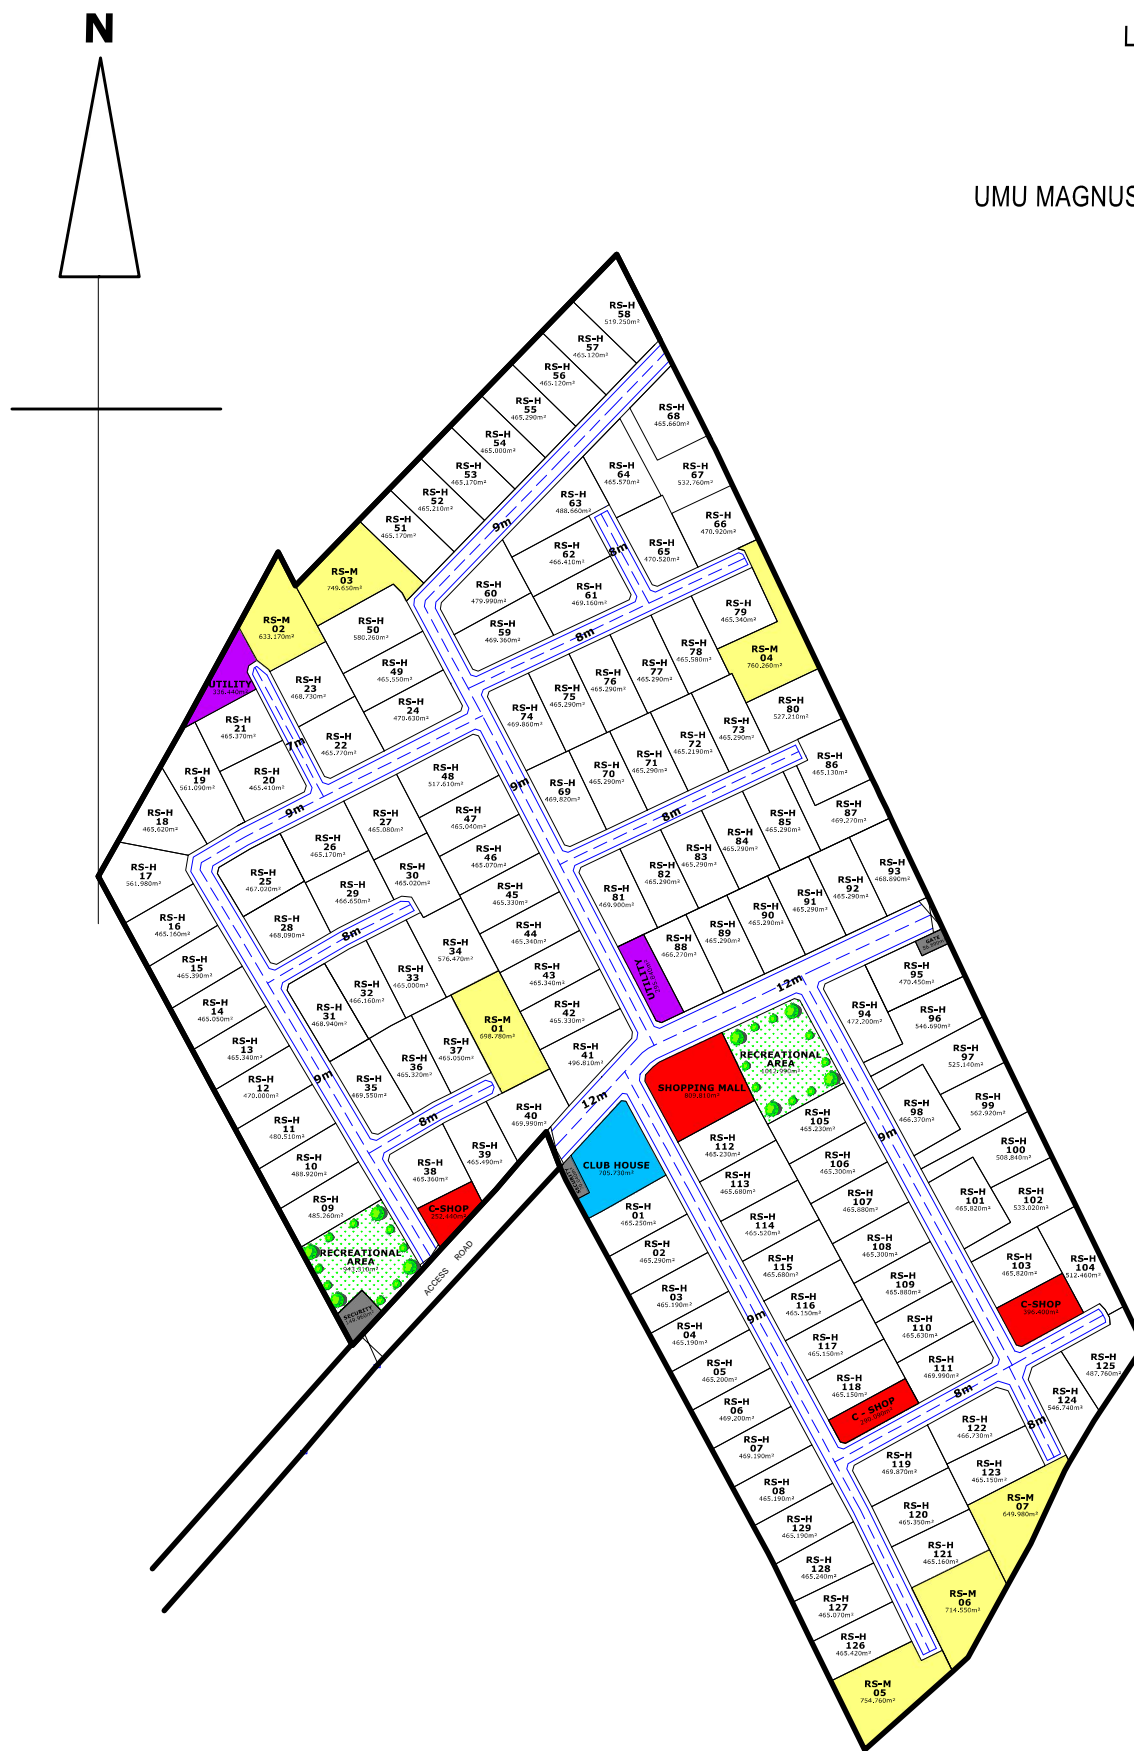 N
L
UMU MAGNUS
RS-H
58
519.250m²
RS-H
57
465.120m²
RS-H
56
465.120m²
RS-H
55
465.290m²
RS-H
54
465.000m²
RS-H
53
465.170m²
RS-H
52
465.210m²
RS-H
51
465.170m²
RS-M
03
749.650m²
RS-M
02
633.170m²
UTILITY
RS-H
68
465.660m²
RS-H
67
532.760m²
RS-H
66
470.920m²
RS-H
64
465.570m²
RS-H
63
488.660m²
RS-H
65
470.520m²
RS-H
62
466.410m²
RS-H
61
469.160m²
RS-H
60
479.990m²
RS-H
59
469.360m²
9m
8m
8m
RS-H
50
580.260m²
RS-H
49
465.550m²
RS-H
24
470.630m²
RS-H
23
468.730m²
RS-H
22
465.770m²
RS-H
21
465.370m²
RS-H
20
465.410m²
RS-H
19
561.090m²
RS-H
18
465.620m²
RS-H
17
561.980m²
7m
9m
RS-H
79
465.340m²
RS-M
04
760.260m²
RS-H
78
465.580m²
RS-H
77
465.290m²
RS-H
76
465.290m²
RS-H
75
465.290m²
RS-H
74
469.860m²
RS-H
80
527.210m²
RS-H
73
465.290m²
RS-H
72
465.2190m²
RS-H
71
465.290m²
RS-H
70
465.290m²
RS-H
69
469.820m²
9m
8m
RS-H
86
465.130m²
RS-H
87
469.270m²
RS-H
85
465.290m²
RS-H
84
465.290m²
RS-H
83
465.290m²
RS-H
82
465.290m²
RS-H
81
469.900m²
RS-H
93
468.890m²
RS-H
92
465.290m²
RS-H
91
465.290m²
RS-H
90
465.290m²
RS-H
89
465.290m²
RS-H
88
466.270m²
UTILITY
GATE
12m
RS-H
48
517.610m²
RS-H
47
465.040m²
RS-H
46
465.070m²
RS-H
45
465.330m²
RS-H
44
465.340m²
RS-H
43
465.340m²
RS-H
42
465.330m²
RS-H
41
496.810m²
RS-H
40
469.990m²
RS-H
27
465.080m²
RS-H
26
465.170m²
RS-H
25
467.020m²
RS-H
30
465.020m²
RS-H
29
466.650m²
RS-H
28
468.090m²
8m
RS-H
34
576.470m²
RS-H
33
465.000m²
RS-H
32
466.160m²
RS-H
31
468.940m²
RS-M
01
698.780m²
RS-H
37
465.050m²
RS-H
36
465.320m²
RS-H
35
469.550m²
9m
8m
RS-H
39
465.490m²
RS-H
38
465.360m²
C-SHOP
252.140m²
RS-H
16
465.160m²
RS-H
15
465.390m²
RS-H
14
465.050m²
RS-H
13
465.340m²
RS-H
12
470.000m²
RS-H
11
480.510m²
RS-H
10
488.920m²
RS-H
09
485.260m²
RECREATIONAL
AREA
SECURITY
ACCESS ROAD
12m
SECURITY
CLUB HOUSE
705.730m²
SHOPPING MALL
RECREATIONAL
AREA
RS-H
95
470.450m²
RS-H
94
472.200m²
RS-H
96
546.690m²
RS-H
97
525.140m²
RS-H
98
466.370m²
RS-H
99
562.920m²
RS-H
100
508.840m²
RS-H
101
465.820m²
RS-H
102
533.020m²
RS-H
103
465.820m²
RS-H
104
512.460m²
C-SHOP
9m
RS-H
105
465.230m²
RS-H
106
465.300m²
RS-H
107
465.880m²
RS-H
108
465.300m²
RS-H
109
465.880m²
RS-H
110
465.630m²
RS-H
111
469.990m²
RS-H
112
465.230m²
RS-H
113
465.680m²
RS-H
114
465.520m²
RS-H
115
465.680m²
RS-H
116
465.150m²
RS-H
117
465.150m²
RS-H
118
465.150m²
C - SHOP
9m
8m
8m
RS-H
01
465.250m²
RS-H
02
465.290m²
RS-H
03
465.190m²
RS-H
04
465.190m²
RS-H
05
465.200m²
RS-H
06
469.200m²
RS-H
07
469.190m²
RS-H
08
465.190m²
RS-H
129
465.190m²
RS-H
128
465.240m²
RS-H
127
465.070m²
RS-H
126
465.420m²
RS-M
05
754.760m²
RS-H
125
487.760m²
RS-H
124
546.740m²
RS-H
122
466.730m²
RS-H
123
465.150m²
RS-H
119
469.870m²
RS-H
120
465.350m²
RS-H
121
465.160m²
RS-M
07
649.980m²
RS-M
06
714.550m²